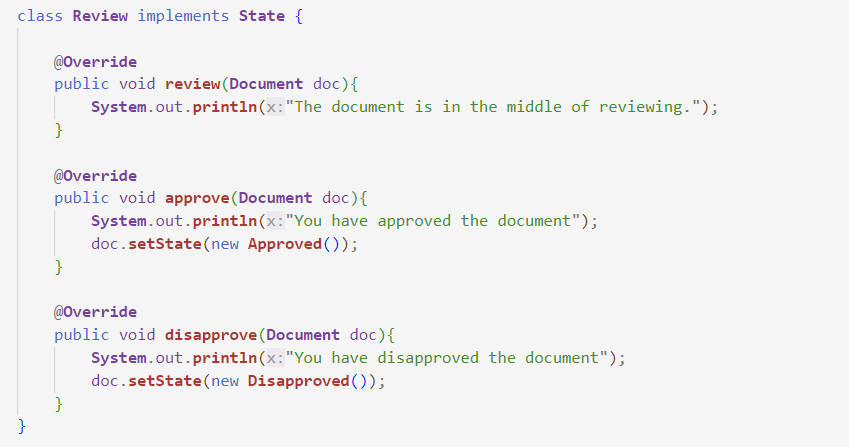 class Review implements State {
@Override
public void review(Document doc){
System.out.println(x:"The document is in the middle of reviewing.");
}
@Override
public void approve(Document doc){
System.out.println(x:"You have approved the document");
doc.setState(new Approved());
}
@Override
public void disapprove(Document doc){
System.out.println(x:"You have disapproved the document");
doc.setState(new Disapproved());
}
}